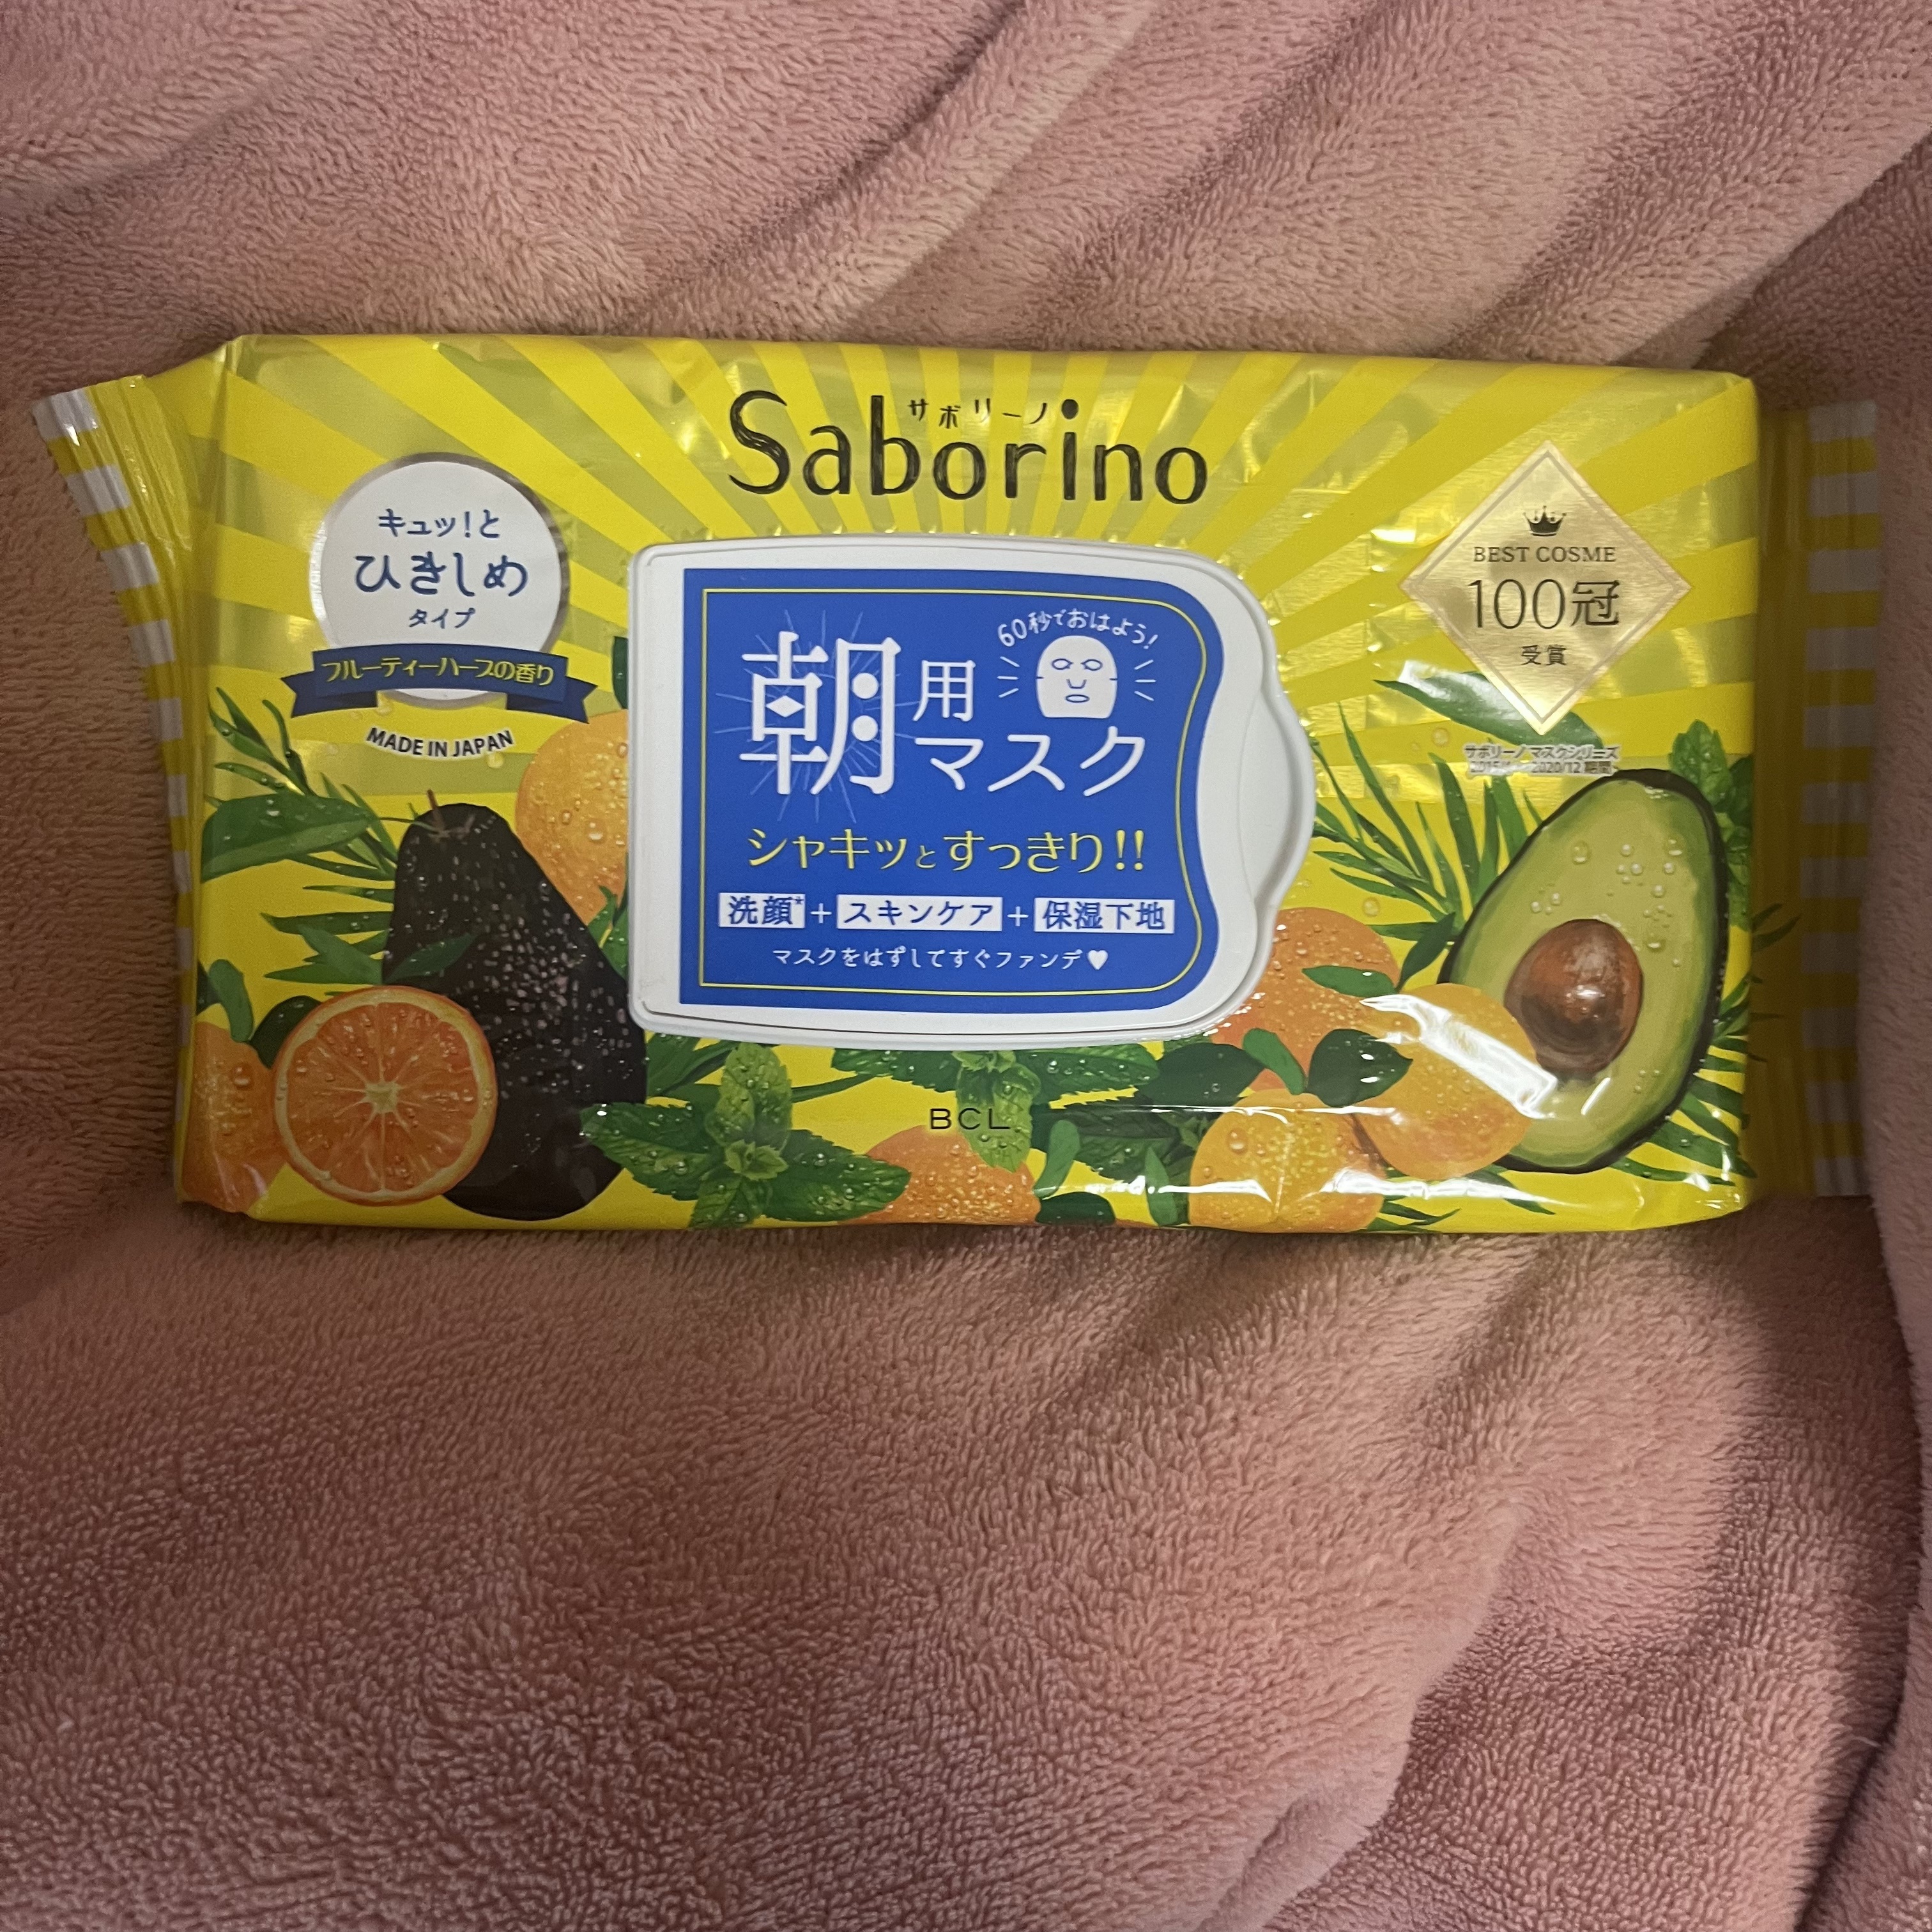 サボリーノ
Saborino
キュッ!と
ひきしめ
タイプ
フルーティーハーブの香り
MADE IN JAPAN
60秒でおはよう!
朝用
マスク
シャキッとすっきり!!
洗顔*+スキンケア+保湿下地
マスクをはずしてすぐファンデ♥
BEST COSME
100冠
受賞
サボリーノ マスクシリーズ
2020/12 期間
BCL